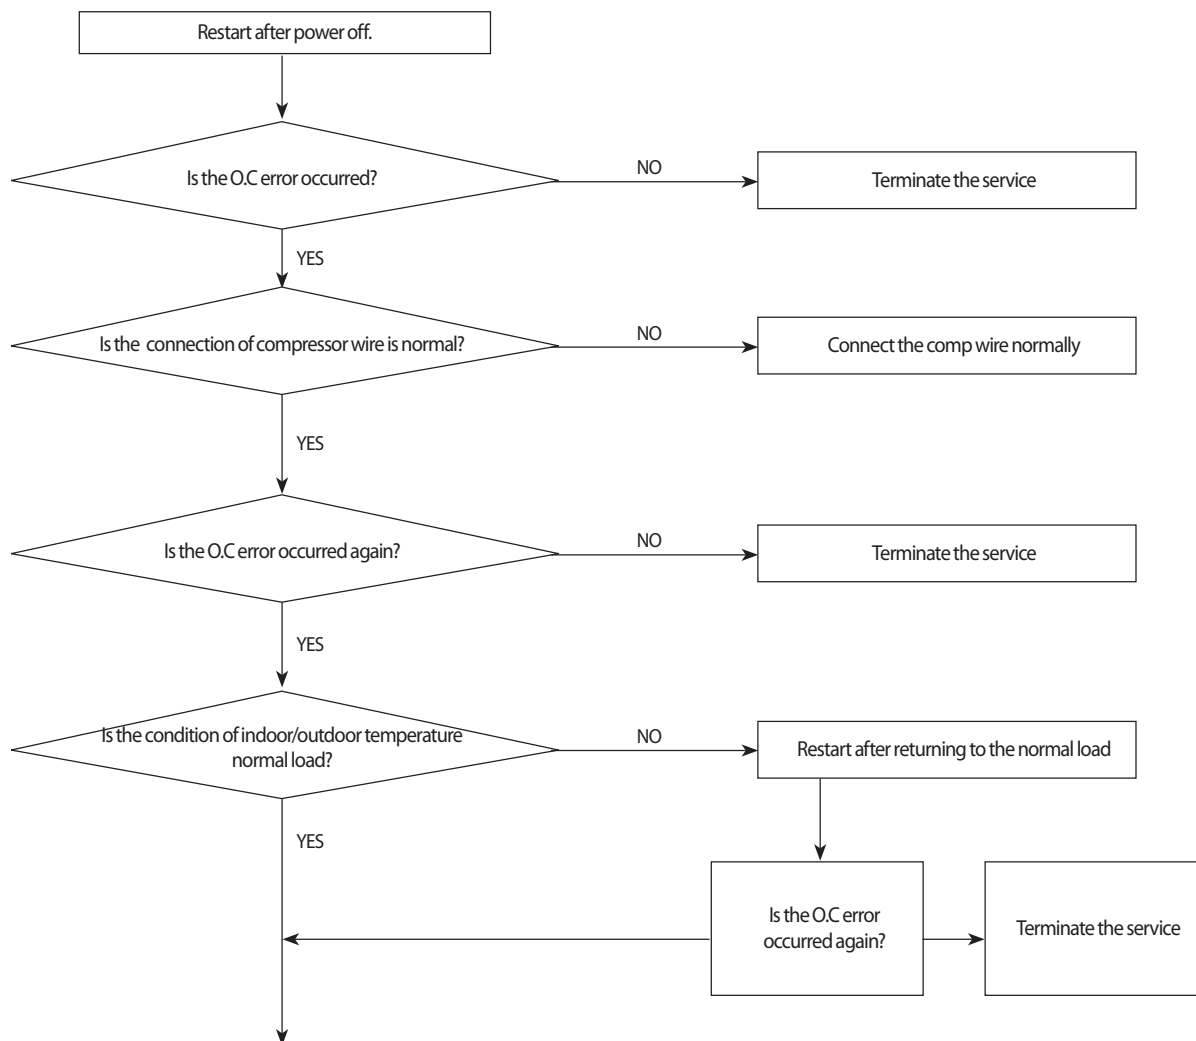 Restart after power off.
Is the O.C error occurred?
NO
Terminate the service
YES
Is the connection of compressor wire is normal?
NO
Connect the comp wire normally
YES
Is the O.C error occurred again?
NO
Terminate the service
YES
Is the condition of indoor/outdoor temperature
normal load?
NO
Restart after returning to the normal load
YES
Is the O.C error
occurred again?
Terminate the service